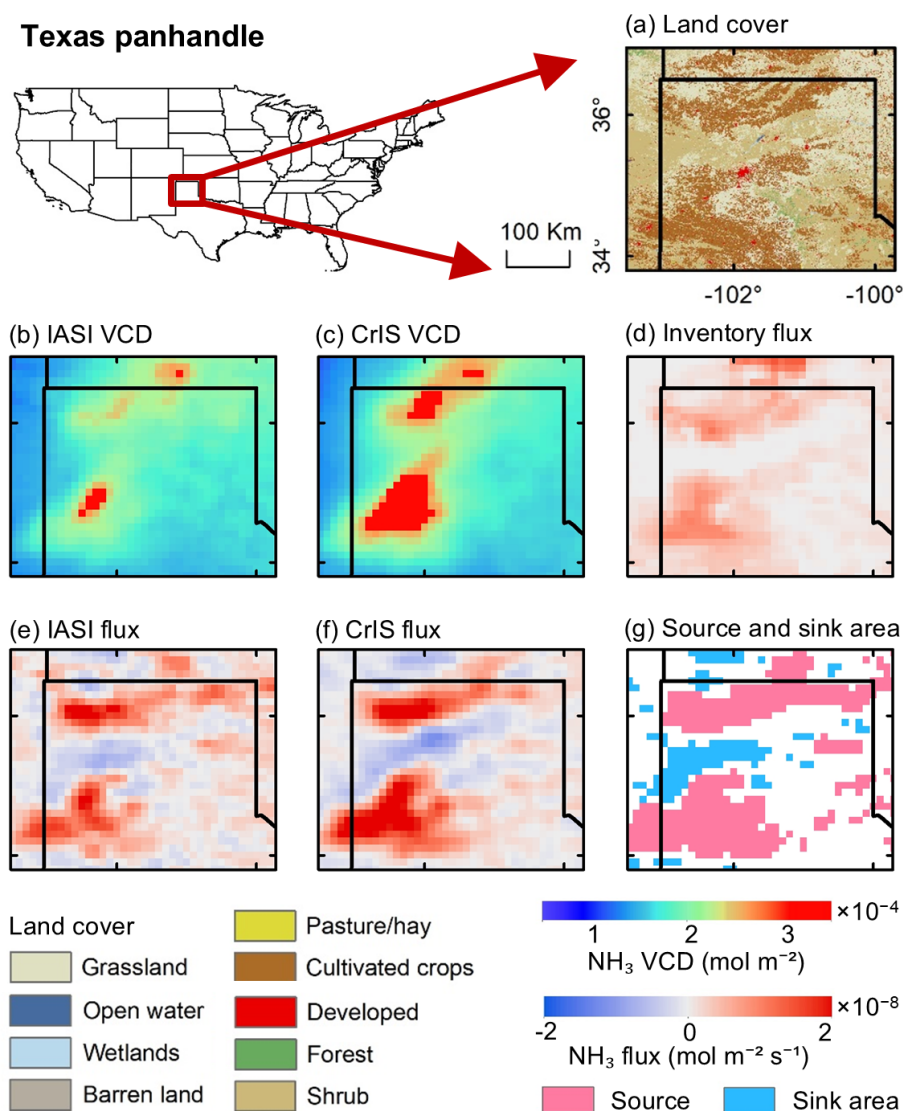 Texas panhandle
(a) Land cover
36°
34°
100 Km
-102°
-100°
(b) IASI VCD
(c) CrIS VCD
(d) Inventory flux
(e) IASI flux
(f) CrIS flux
(g) Source and sink area
Land cover
Grassland
Open water
Wetlands
Barren land
Pasture/hay
Cultivated crops
Developed
Forest
Shrub
×10⁻⁴
1 2 3
NH₃ VCD (mol m⁻²)
×10⁻⁸
-2 0 2
NH₃ flux (mol m⁻² s⁻¹)
Source
Sink area